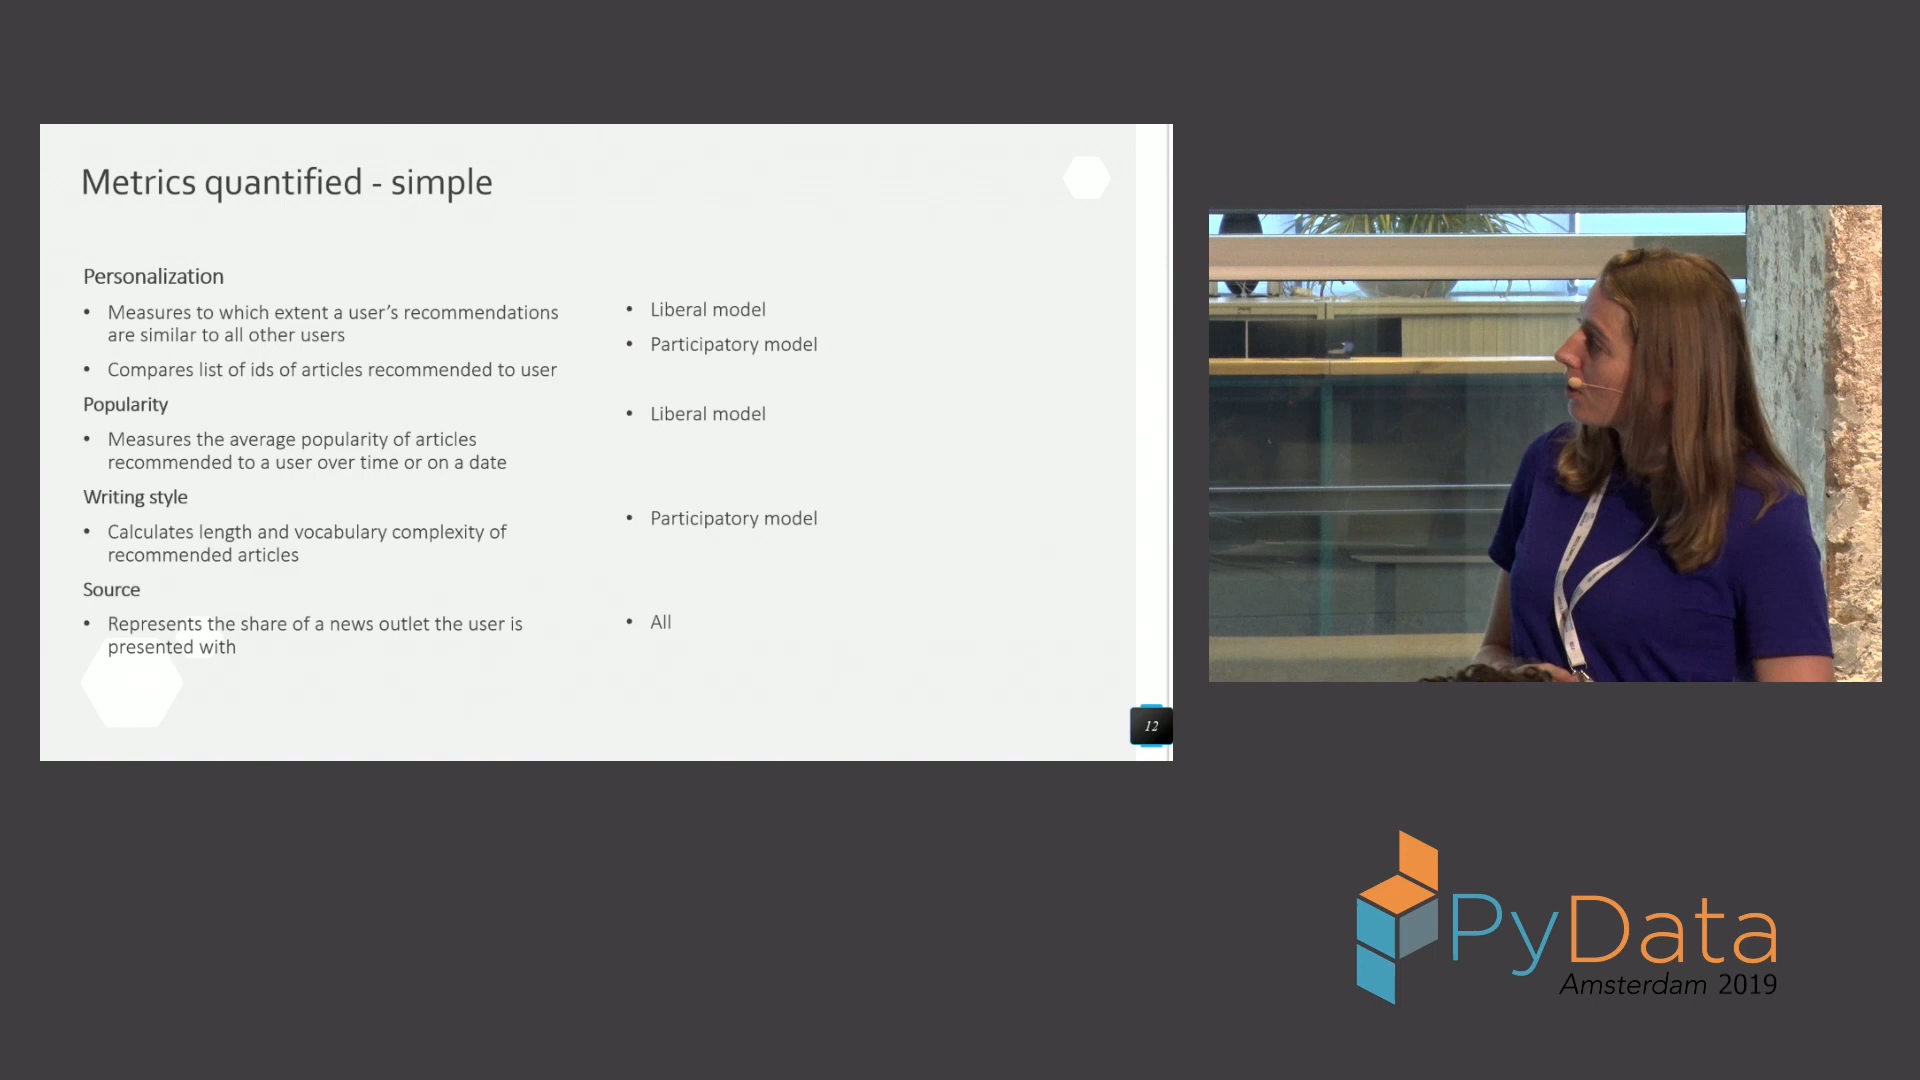 Metrics quantified - simple
Personalization
• Measures to which extent a user's recommendations
are similar to all other users
• Compares list of ids of articles recommended to user
Popularity
• Measures the average popularity of articles
recommended to a user over time or on a date
Writing style
• Calculates length and vocabulary complexity of
recommended articles
Source
• Represents the share of a news outlet the user is
presented with
• Liberal model
• Participatory model
• Liberal model
• Participatory model
• All
12
PyData
Amsterdam 2019